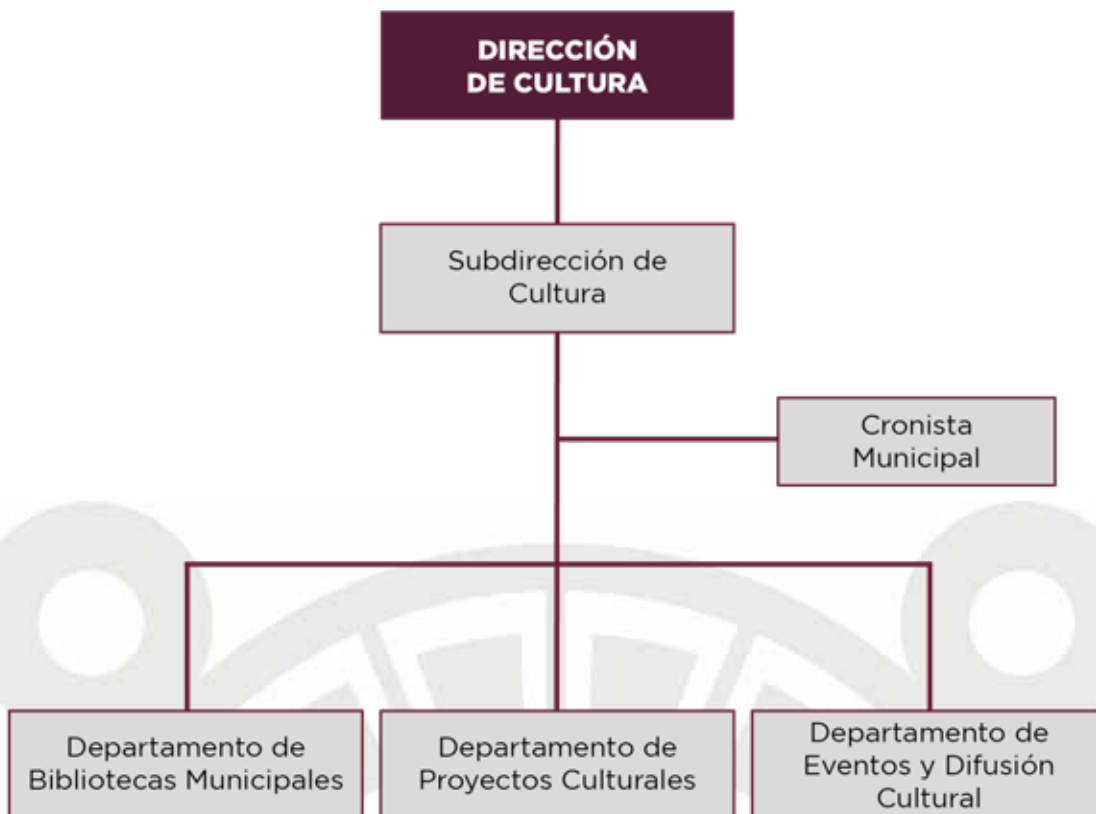 DIRECCIÓN
DE CULTURA
Subdirección de
Cultura
Cronista
Municipal
Departamento de
Bibliotecas Municipales
Departamento de
Proyectos Culturales
Departamento de
Eventos y Difusión
Cultural